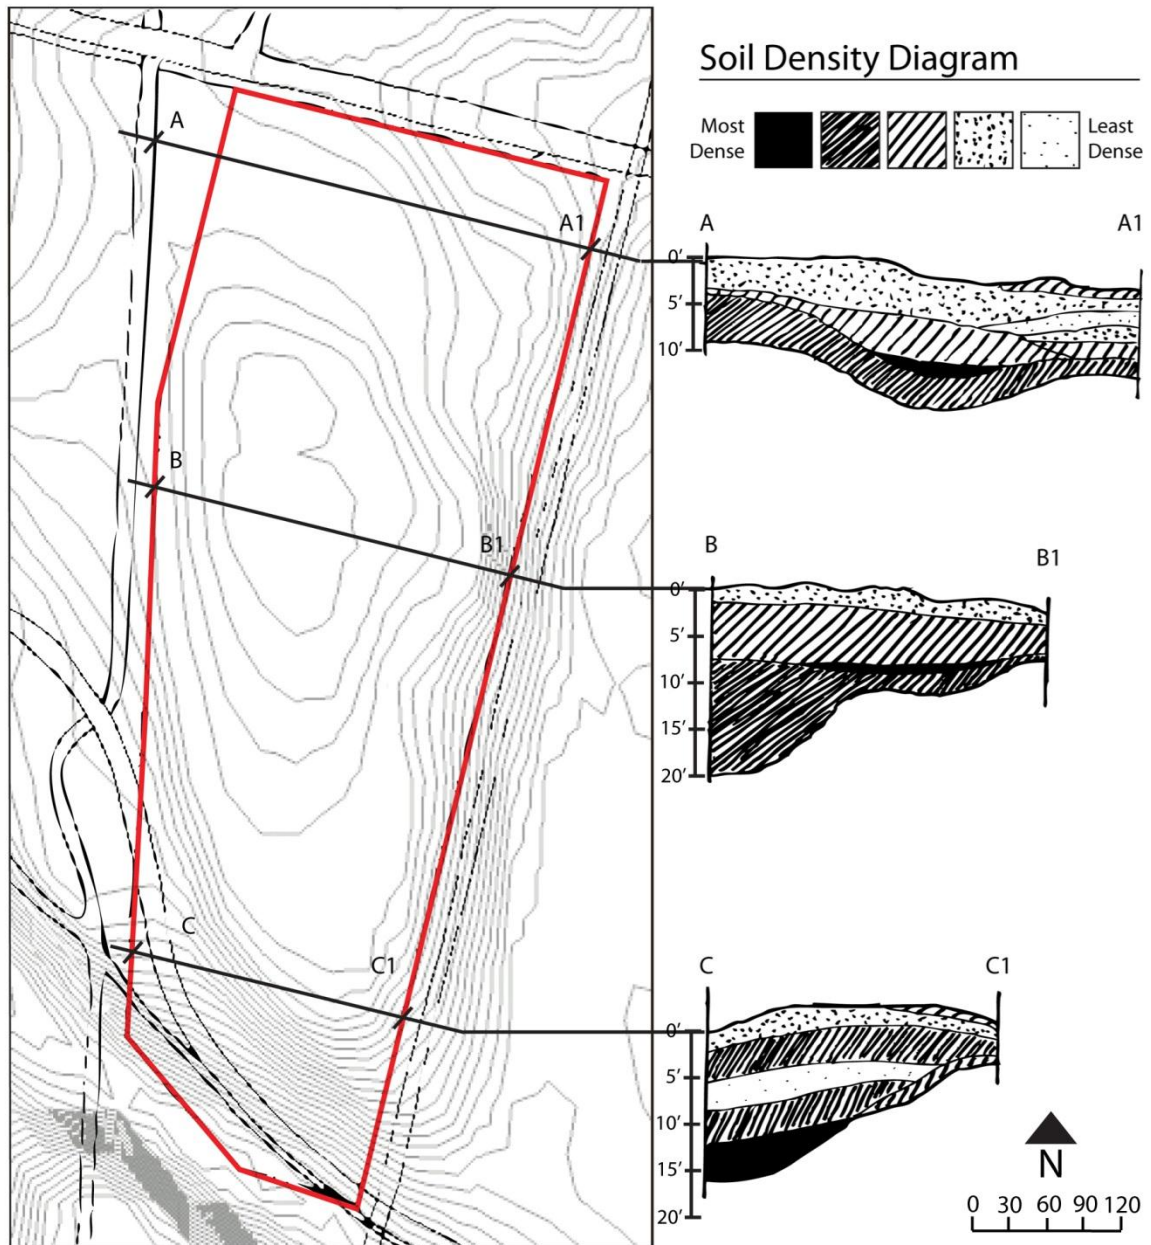 Soil Density Diagram
Most
Dense
Least
Dense
A
A1
B
B1
C
C1
A
A1
0'
5'
10'
B
B1
0'
5'
10'
15'
20'
C
C1
0'
5'
10'
15'
20'
N
0 30 60 90 120